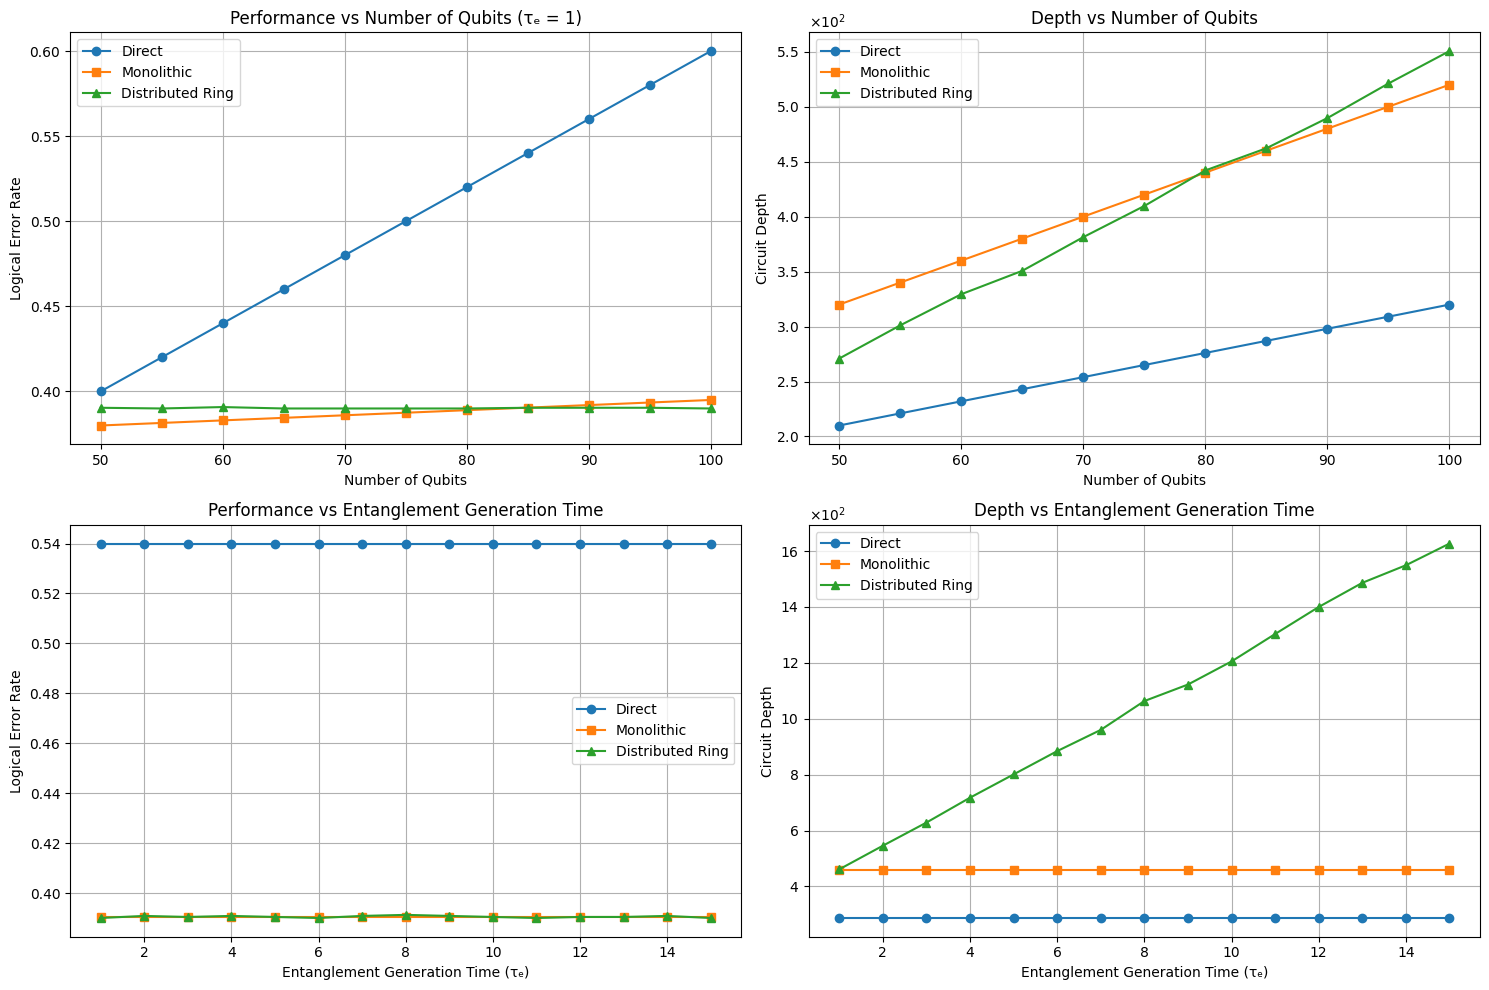 Performance vs Number of Qubits (τₑ = 1)
Logical Error Rate
0.60
0.55
0.50
0.45
0.40
Direct
Monolithic
Distributed Ring
50
60
70
80
90
100
Number of Qubits
Depth vs Number of Qubits
×10²
Circuit Depth
5.5
5.0
4.5
4.0
3.5
3.0
2.5
2.0
Direct
Monolithic
Distributed Ring
50
60
70
80
90
100
Number of Qubits
Performance vs Entanglement Generation Time
Logical Error Rate
0.54
0.52
0.50
0.48
0.46
0.44
0.42
0.40
Direct
Monolithic
Distributed Ring
2
4
6
8
10
12
14
Entanglement Generation Time (τₑ)
Depth vs Entanglement Generation Time
×10²
Circuit Depth
16
14
12
10
8
6
4
Direct
Monolithic
Distributed Ring
2
4
6
8
10
12
14
Entanglement Generation Time (τₑ)